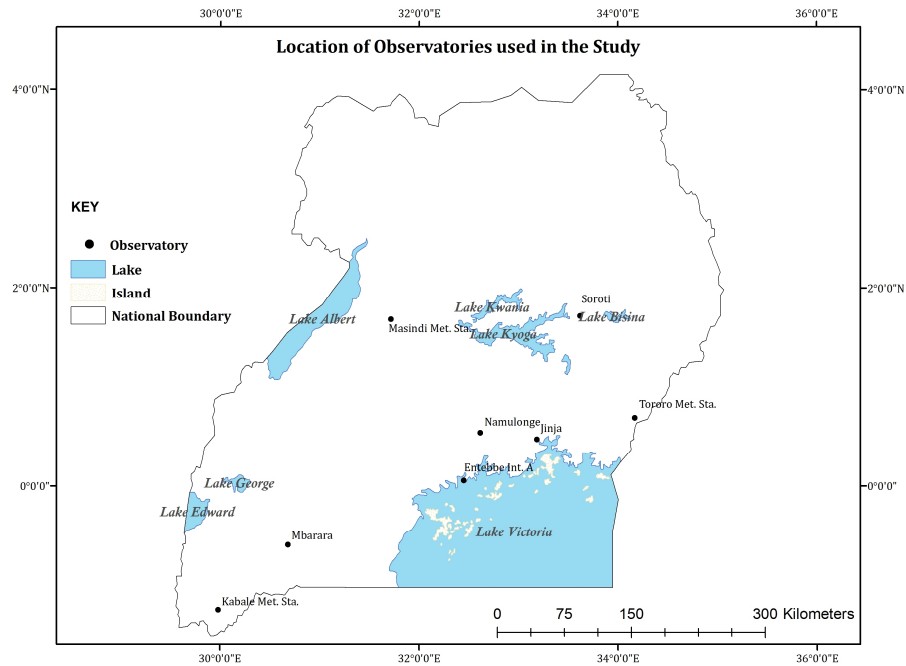 30°0'0"E 32°0'0"E 34°0'0"E 36°0'0"E
Location of Observatories used in the Study
4°0'0"N 4°0'0"N
KEY
Observatory
Lake
Island
National Boundary
2°0'0"N 2°0'0"N
Lake Albert
Masindi Met. Sta.
Lake Kwania
Lake Kyoga
Soroti
Lake Bisina
Tororo Met. Sta.
Namulonge
Jinja
Entebbe Int. A
0°0'0" 0°0'0"
Lake George
Lake Edward
Lake Victoria
Mbarara
Kabale Met. Sta.
0 75 150 300 Kilometers
30°0'0"E 32°0'0"E 34°0'0"E 36°0'0"E